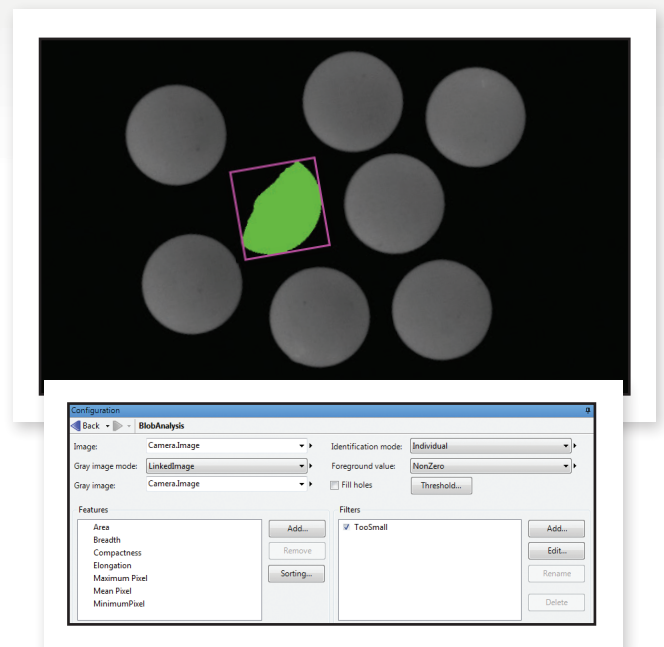 Configuration
Back BlobAnalysis
Image: Camera.Image Identification mode: Individual
Gray image mode: LinkedImage Foreground value: NonZero
Gray image: Camera.Image Fill holes Threshold...
Features Filters
Area Add... TooSmall Add...
Breadth
Compactness Remove Edit...
Elongation
Maximum Pixel Sorting... Rename
Mean Pixel
MinimumPixel Delete